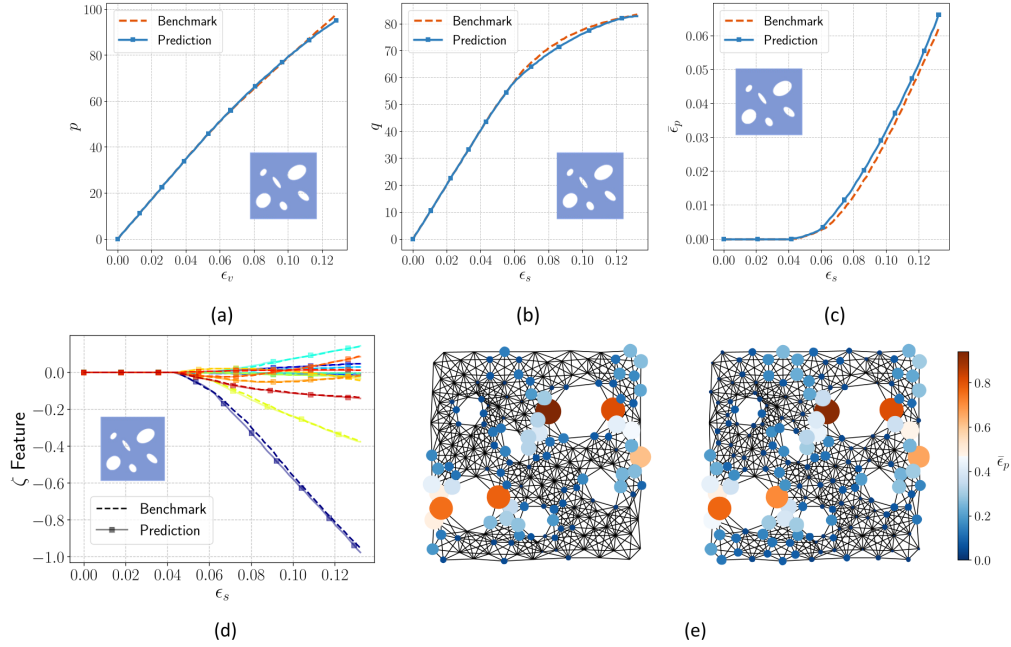 100
80
60
40
20
0
p
Benchmark
Prediction
0.00 0.02 0.04 0.06 0.08 0.10 0.12
ϵ_v
(a)
80
70
60
50
40
30
20
10
0
q
Benchmark
Prediction
0.00 0.02 0.04 0.06 0.08 0.10 0.12
ϵ_s
(b)
0.06
0.05
0.04
0.03
0.02
0.01
0.00
ϵ̄_p
Benchmark
Prediction
0.00 0.02 0.04 0.06 0.08 0.10 0.12
ϵ_s
(c)
0.0
−0.2
−0.4
−0.6
−0.8
−1.0
ζ Feature
Benchmark
Prediction
0.00 0.02 0.04 0.06 0.08 0.10 0.12
ϵ_s
(d)
0.8
0.6
0.4
0.2
0.0
ϵ̄_p
(e)